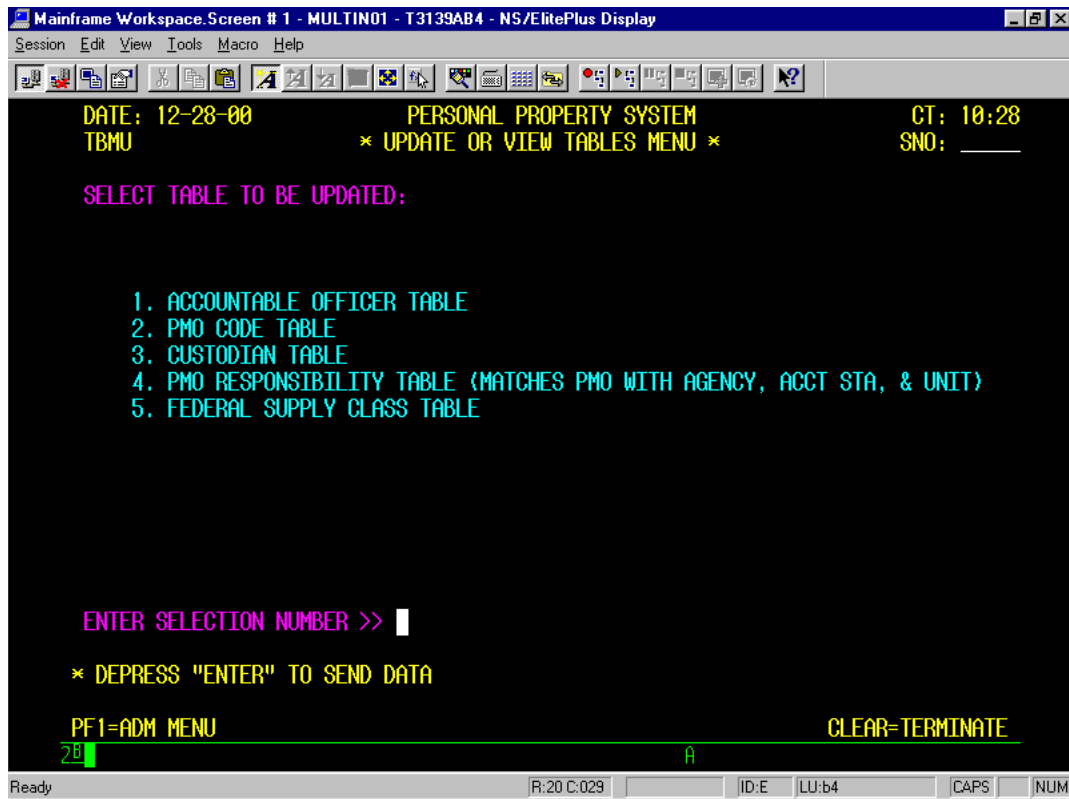 Mainframe Workspace.Screen # 1 - MULTIN01 - T3139AB4 - NS/ElitePlus Display
Session Edit View Tools Macro Help
DATE: 12-28-00 PERSONAL PROPERTY SYSTEM CT: 10:28
TBMU * UPDATE OR VIEW TABLES MENU * SNO: _____
SELECT TABLE TO BE UPDATED:
1. ACCOUNTABLE OFFICER TABLE
2. PMO CODE TABLE
3. CUSTODIAN TABLE
4. PMO RESPONSIBILITY TABLE (MATCHES PMO WITH AGENCY, ACCT STA, & UNIT)
5. FEDERAL SUPPLY CLASS TABLE
ENTER SELECTION NUMBER >>
* DEPRESS "ENTER" TO SEND DATA
PF1=ADM MENU CLEAR=TERMINATE
2B A
Ready R:20 C:029 ID:E LU:b4 CAPS NUM